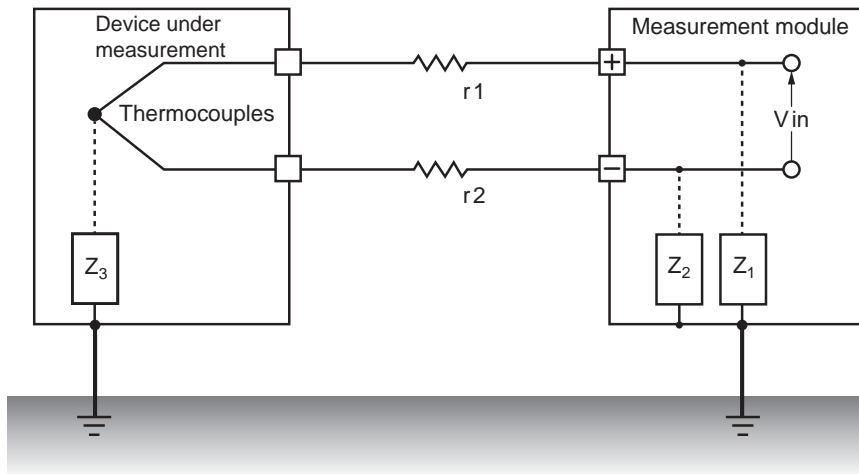 Device under
measurement
Measurement module
+
r1
Vin
Thermocouples
−
r2
Z3
Z2
Z1